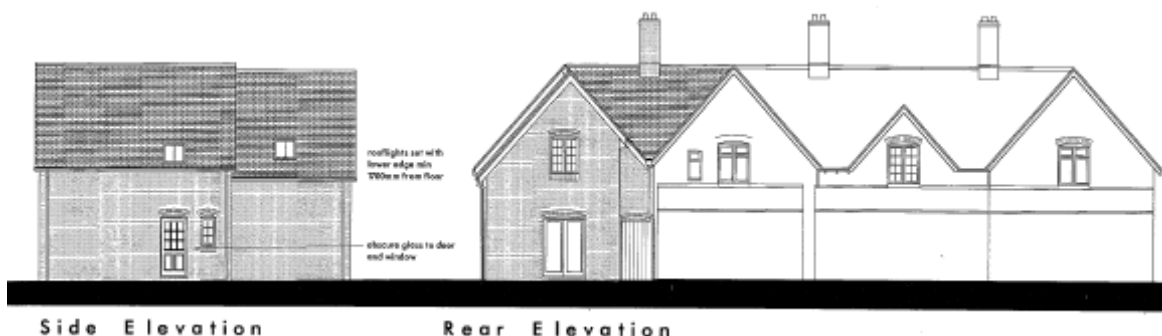 rooflights set with
lower edge min
1700mm from floor
obscure glass to door
and window
Side Elevation
Rear Elevation